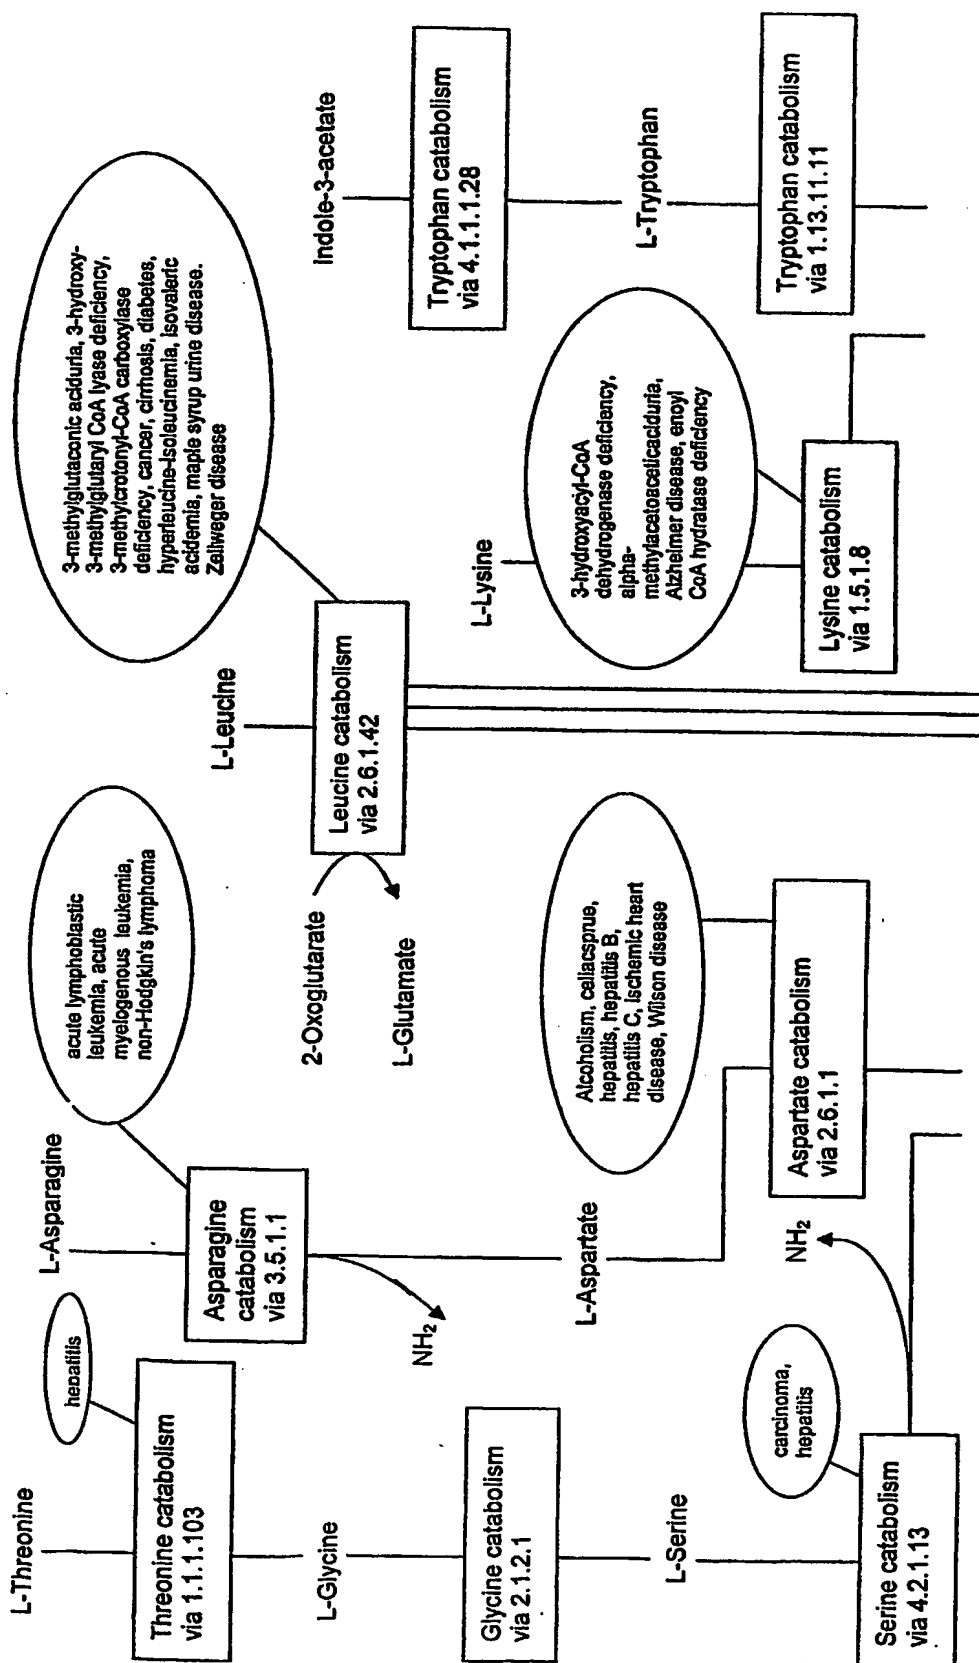 L-Threonine
Threonine catabolism
via 1.1.1.103
hepatitis
L-Glycine
Glycine catabolism
via 2.1.2.1
L-Serine
carcinoma,
hepatitis
Serine catabolism
via 4.2.1.13
NH₂
L-Asparagine
Asparagine
catabolism
via 3.5.1.1
acute lymphoblastic
leukemia, acute
myelogenous leukemia,
non-Hodgkin's lymphoma
NH₂
L-Aspartate
Alcoholism, celiacsprue,
hepatitis, hepatitis B,
hepatitis C, ischemic heart
disease, Wilson disease
Aspartate catabolism
via 2.6.1.1
L-Leucine
Leucine catabolism
via 2.6.1.42
2-Oxoglutarate
L-Glutamate
3-methylglutaconic aciduria, 3-hydroxy-
3-methylglutaryl CoA lyase deficiency,
3-methylcrotonyl-CoA carboxylase
deficiency, cancer, cirrhosis, diabetes,
hyperleucine-isoleucinemia, isovaleric
acidemia, maple syrup urine disease.
Zellweger disease
L-Lysine
3-hydroxyacyl-CoA
dehydrogenase deficiency,
alpha-
methylacatoaceticaciduria,
Alzheimer disease, enoyl
CoA hydratase deficiency
Lysine catabolism
via 1.5.1.8
Indole-3-acetate
Tryptophan catabolism
via 4.1.1.1.28
L-Tryptophan
Tryptophan catabolism
via 1.13.11.11